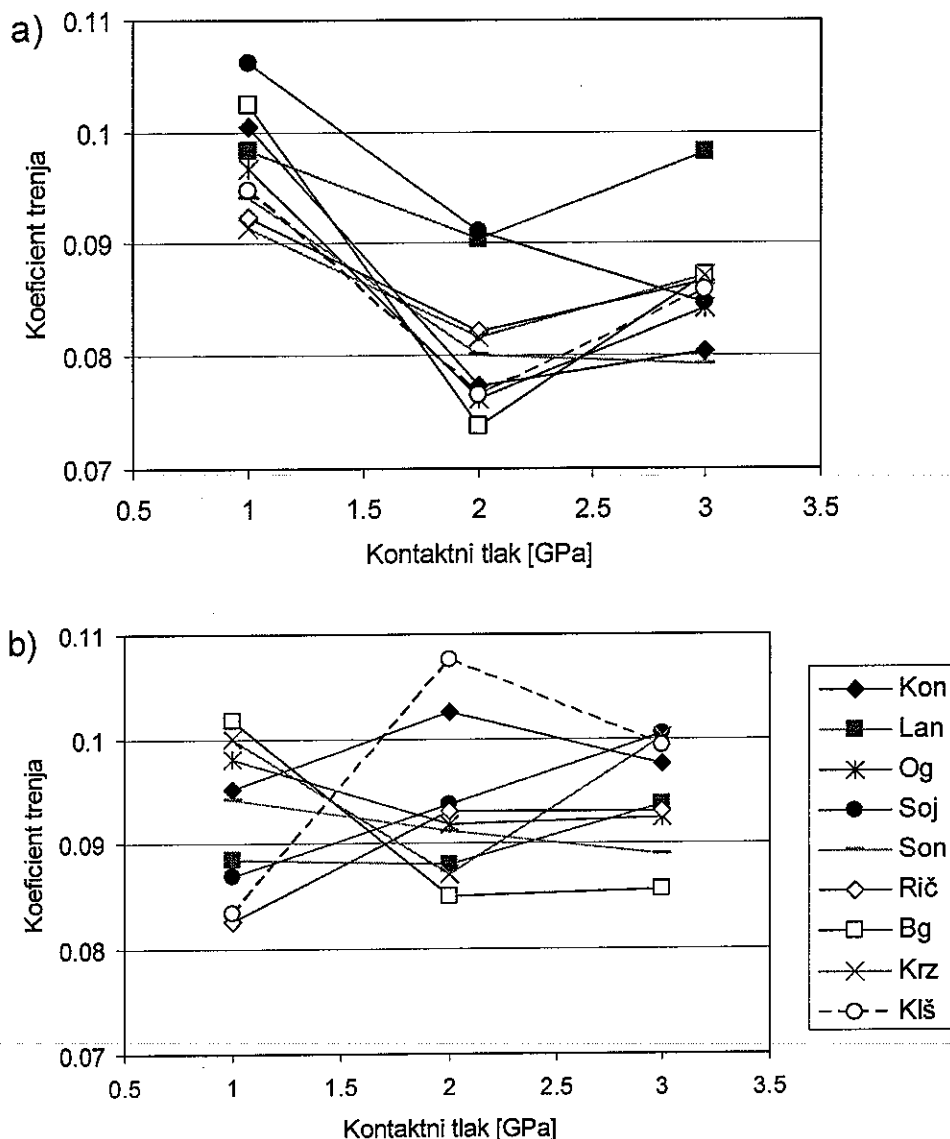 a)
Koeficient trenja
0.11
0.1
0.09
0.08
0.07
0.5 1 1.5 2 2.5 3 3.5
Kontaktni tlak [GPa]
b)
Koeficient trenja
0.11
0.1
0.09
0.08
0.07
0.5 1 1.5 2 2.5 3 3.5
Kontaktni tlak [GPa]
Kon
Lan
Og
Soj
Son
Rič
Bg
Krz
Klš